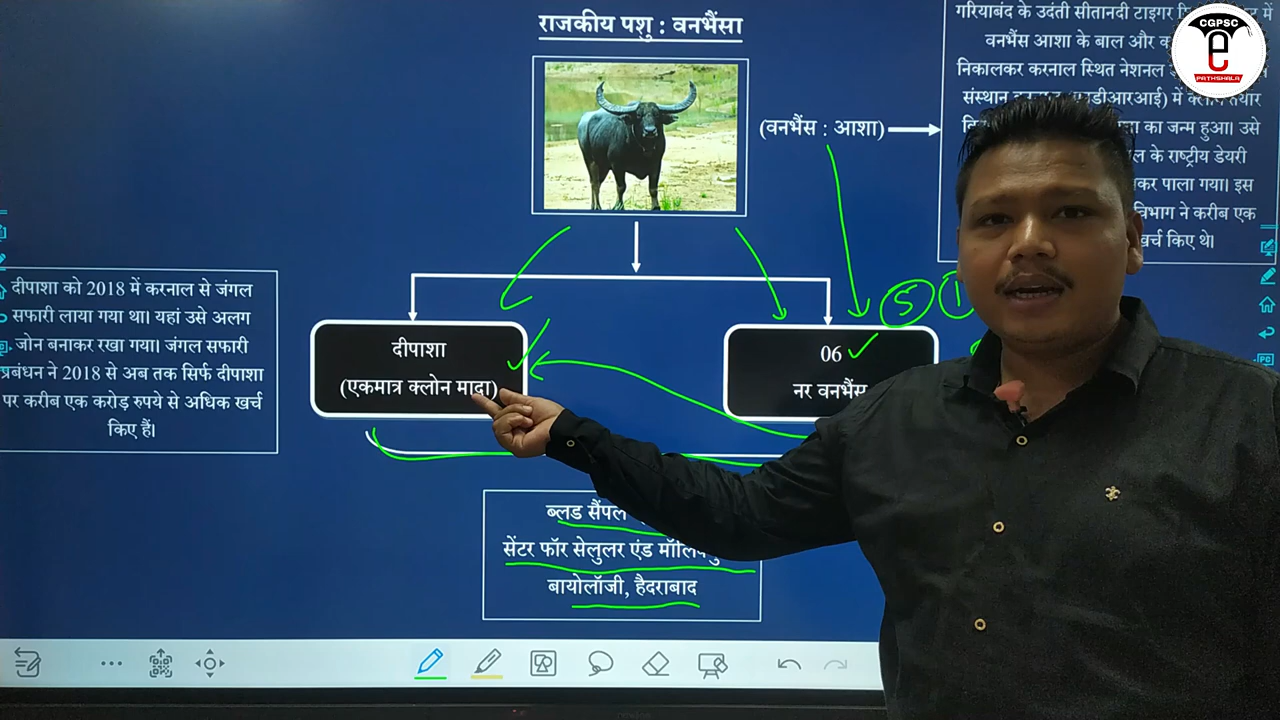 राजकीय पशु : वनभैंसा
(वनभैंस : आशा)
गरियाबंद के उदंती सीतानदी टाइगर में
वनभैंस आशा के बाल और
निकालकर करनाल स्थित नेशनल
संस्थान में क्लोन तैयार
का जन्म हुआ। उसे
के राष्ट्रीय डेयरी
पाला गया। इस
विभाग ने करीब एक
खर्च किए थे।
CGPSC
e
PATHSHALA
दीपाशा को 2018 में करनाल से जंगल
सफारी लाया गया था। यहां उसे अलग
जोन बनाकर रखा गया। जंगल सफारी
प्रबंधन ने 2018 से अब तक सिर्फ दीपाशा
पर करीब एक करोड़ रुपये से अधिक खर्च
किए हैं।
दीपाशा
(एकमात्र क्लोन मादा)
5 1
06
नर वनभैंस
ब्लड सैंपल
सेंटर फॉर सेलुलर एंड
बायोलॉजी, हैदराबाद